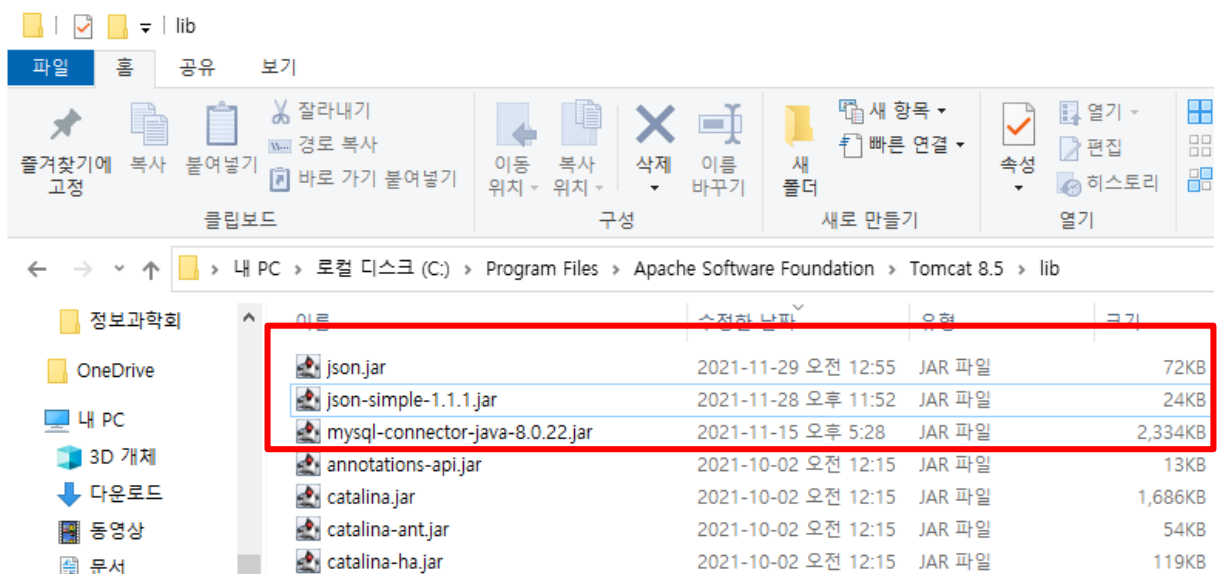 lib
파일 홈 공유 보기
즐겨찾기에 고정
복사
붙여넣기
잘라내기
경로 복사
바로 가기 붙여넣기
클립보드
이동 위치
복사 위치
삭제
이름 바꾸기
구성
새 폴더
새 항목
빠른 연결
새로 만들기
속성
열기
편집
히스토리
열기
내 PC > 로컬 디스크 (C:) > Program Files > Apache Software Foundation > Tomcat 8.5 > lib
정보과학회
OneDrive
내 PC
3D 개체
다운로드
동영상
문서
이름 수정한 날짜 유형 크기
json.jar 2021-11-29 오전 12:55 JAR 파일 72KB
json-simple-1.1.1.jar 2021-11-28 오후 11:52 JAR 파일 24KB
mysql-connector-java-8.0.22.jar 2021-11-15 오후 5:28 JAR 파일 2,334KB
annotations-api.jar 2021-10-02 오전 12:15 JAR 파일 13KB
catalina.jar 2021-10-02 오전 12:15 JAR 파일 1,686KB
catalina-ant.jar 2021-10-02 오전 12:15 JAR 파일 54KB
catalina-ha.jar 2021-10-02 오전 12:15 JAR 파일 119KB